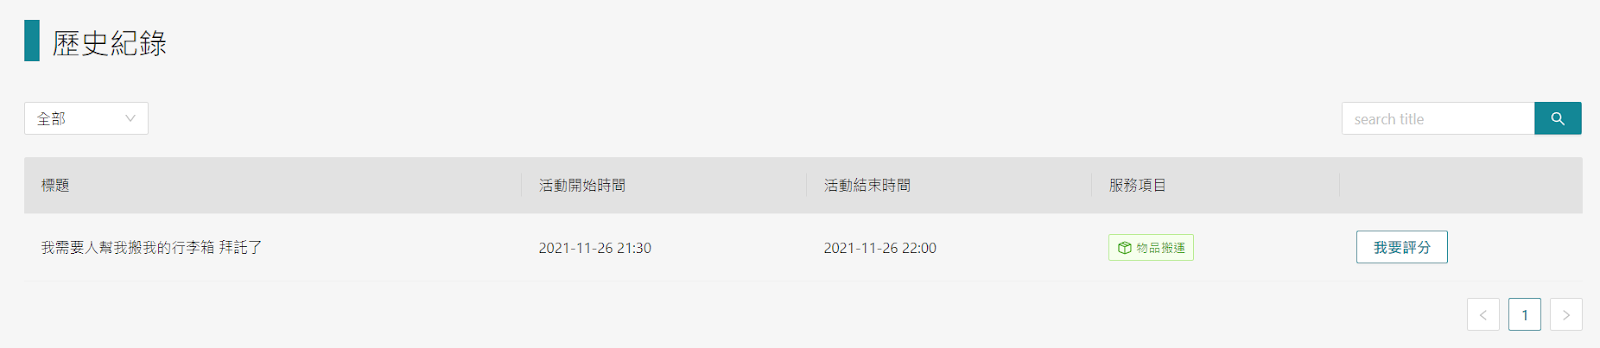 歷史紀錄
全部
search title
標題 活動開始時間 活動結束時間 服務項目
我需要人幫我搬我的行李箱 拜託了 2021-11-26 21:30 2021-11-26 22:00 物品搬運 我要評分
1